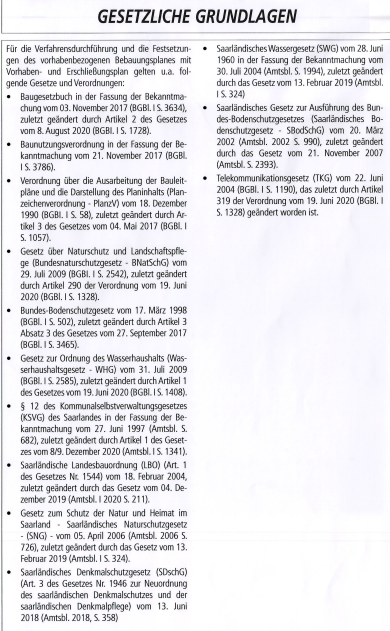 GESETZLICHE GRUNDLAGEN
Für die Verfahrensdurchführung und die Festsetzun-
gen des vorhabenbezogenen Bebauungsplanes mit
Vorhaben- und Erschließungsplan gelten u.a. fol-
gende Gesetze und Verordnungen:
• Baugesetzbuch in der Fassung der Bekanntma-
chung vom 03. November 2017 (BGBl. I S. 3634),
zuletzt geändert durch Artikel 2 des Gesetzes
vom 8. August 2020 (BGBl. I S. 1728).
• Baunutzungsverordnung in der Fassung der Be-
kanntmachung vom 21. November 2017 (BGBl.
I S. 3786).
• Verordnung über die Ausarbeitung der Bauleit-
pläne und die Darstellung des Planinhalts (Plan-
zeichenverordnung - PlanzV) vom 18. Dezember
1990 (BGBl. I S. 58), zuletzt geändert durch Ar-
tikel 3 des Gesetzes vom 04. Mai 2017 (BGBl. I
S. 1057).
• Gesetz über Naturschutz und Landschaftspfle-
ge (Bundesnaturschutzgesetz - BNatSchG) vom
29. Juli 2009 (BGBl. I S. 2542), zuletzt geändert
durch Artikel 290 der Verordnung vom 19. Juni
2020 (BGBl. I S. 1328).
• Bundes-Bodenschutzgesetz vom 17. März 1998
(BGBl. I S. 502), zuletzt geändert durch Artikel 3
Absatz 3 des Gesetzes vom 27. September 2017
(BGBl. I S. 3465).
• Gesetz zur Ordnung des Wasserhaushalts (Was-
serhaushaltsgesetz - WHG) vom 31. Juli 2009
(BGBl. I S. 2585), zuletzt geändert durch Artikel 1
des Gesetzes vom 19. Juni 2020 (BGBl. I S. 1408).
• § 12 des Kommunalselbstverwaltungsgesetzes
(KSVG) des Saarlandes in der Fassung der Be-
kanntmachung vom 27. Juni 1997 (Amtsbl. S.
682), zuletzt geändert durch Artikel 1 des Geset-
zes vom 8/9. Dezember 2020 (Amtsbl. I S. 1341).
• Saarländische Landesbauordnung (LBO) (Art. 1
des Gesetzes Nr. 1544) vom 18. Februar 2004,
zuletzt geändert durch das Gesetz vom 04. De-
zember 2019 (Amtsbl. I 2020 S. 211).
• Gesetz zum Schutz der Natur und Heimat im
Saarland - Saarländisches Naturschutzgesetz
- (SNG) - vom 05. April 2006 (Amtsbl. 2006 S.
726), zuletzt geändert durch das Gesetz vom 13.
Februar 2019 (Amtsbl. I S. 324).
• Saarländisches Denkmalschutzgesetz (SDschG)
(Art. 3 des Gesetzes Nr. 1946 zur Neuordnung
des saarländischen Denkmalschutzes und der
saarländischen Denkmalpflege) vom 13. Juni
2018 (Amtsbl. 2018, S. 358)
• Saarländisches Wassergesetz (SWG) vom 28. Juni
1960 in der Fassung der Bekanntmachung vom
30. Juli 2004 (Amtsbl. S. 1994), zuletzt geändert
durch das Gesetz vom 13. Februar 2019 (Amtsbl.
I S. 324)
• Saarländisches Gesetz zur Ausführung des Bun-
des-Bodenschutzgesetzes (Saarländisches Bo-
denschutzgesetz - SBodSchG) vom 20. März
2002 (Amtsbl. 2002 S. 990), zuletzt geändert
durch das Gesetz vom 21. November 2007
(Amtsbl. S. 2393).
• Telekommunikationsgesetz (TKG) vom 22. Juni
2004 (BGBl. I S. 1190), das zuletzt durch Artikel
319 der Verordnung vom 19. Juni 2020 (BGBl. I
S. 1328) geändert worden ist.